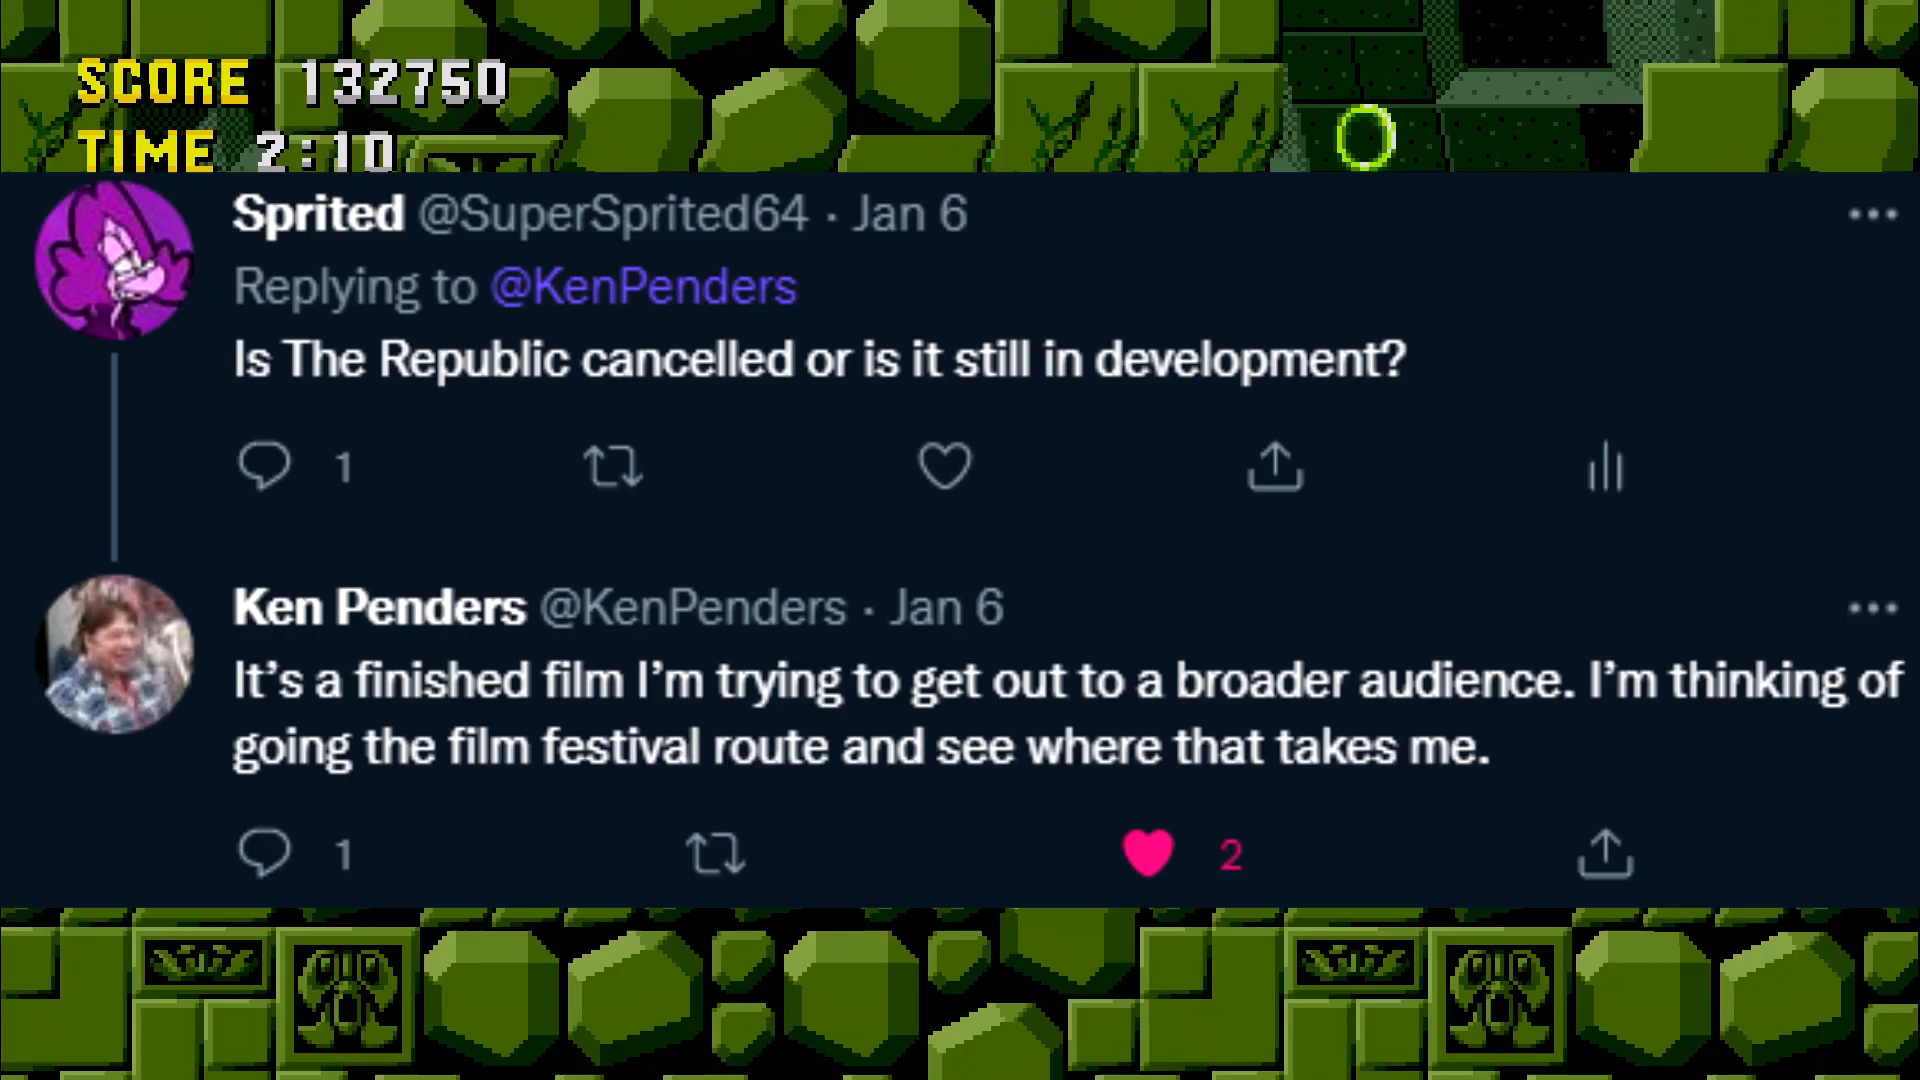 SCORE 132750
TIME 2:10
Sprited @SuperSprited64 · Jan 6
Replying to @KenPenders
Is The Republic cancelled or is it still in development?
1
Ken Penders @KenPenders · Jan 6
It’s a finished film I’m trying to get out to a broader audience. I’m thinking of
going the film festival route and see where that takes me.
1 2